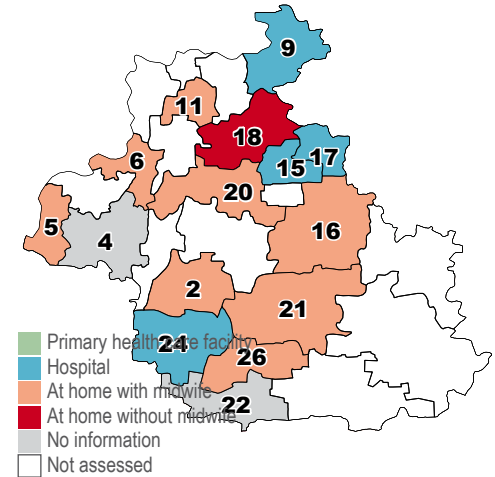 9
11
18
17
15
6
20
5
4
16
2
21
Primary health care facility
24
Hospital
26
At home with midwife
22
At home without midwife
No information
Not assessed